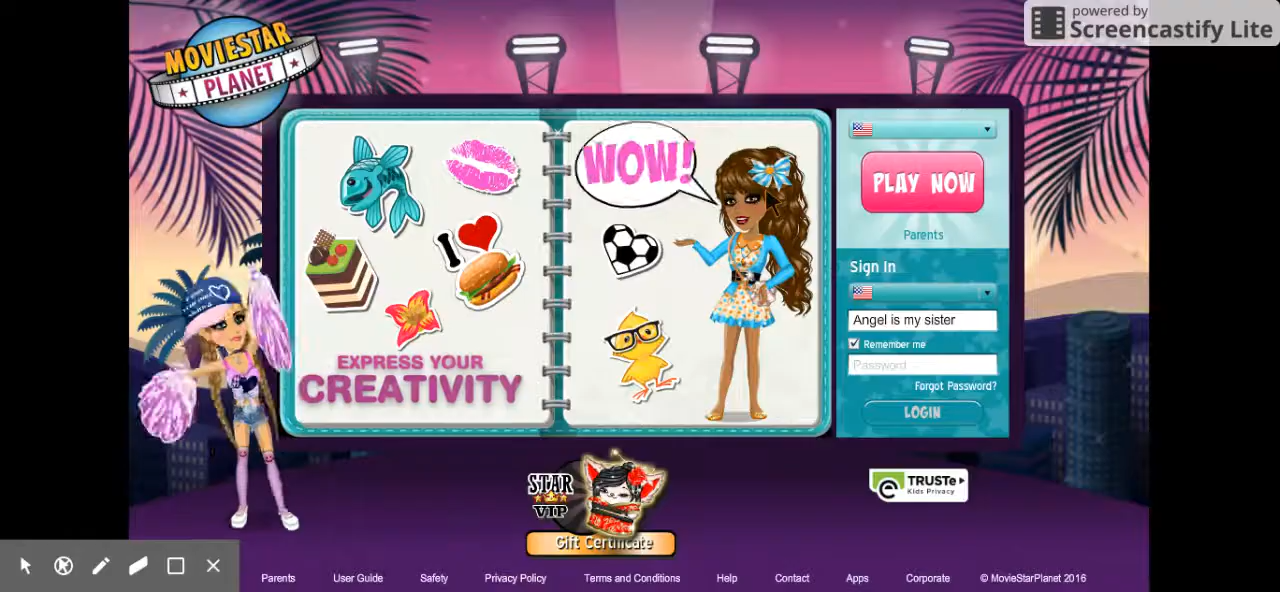 powered by
Screencastify Lite
MOVIESTAR
PLANET
WOW!
PLAY NOW
Parents
Sign In
Angel is my sister
Remember me
Password
Forgot Password?
LOGIN
I
EXPRESS YOUR
CREATIVITY
STAR
VIP
Gift Certificate
TRUSTe
Kids Privacy
Parents
User Guide
Safety
Privacy Policy
Terms and Conditions
Help
Contact
Apps
Corporate
© MovieStarPlanet 2016